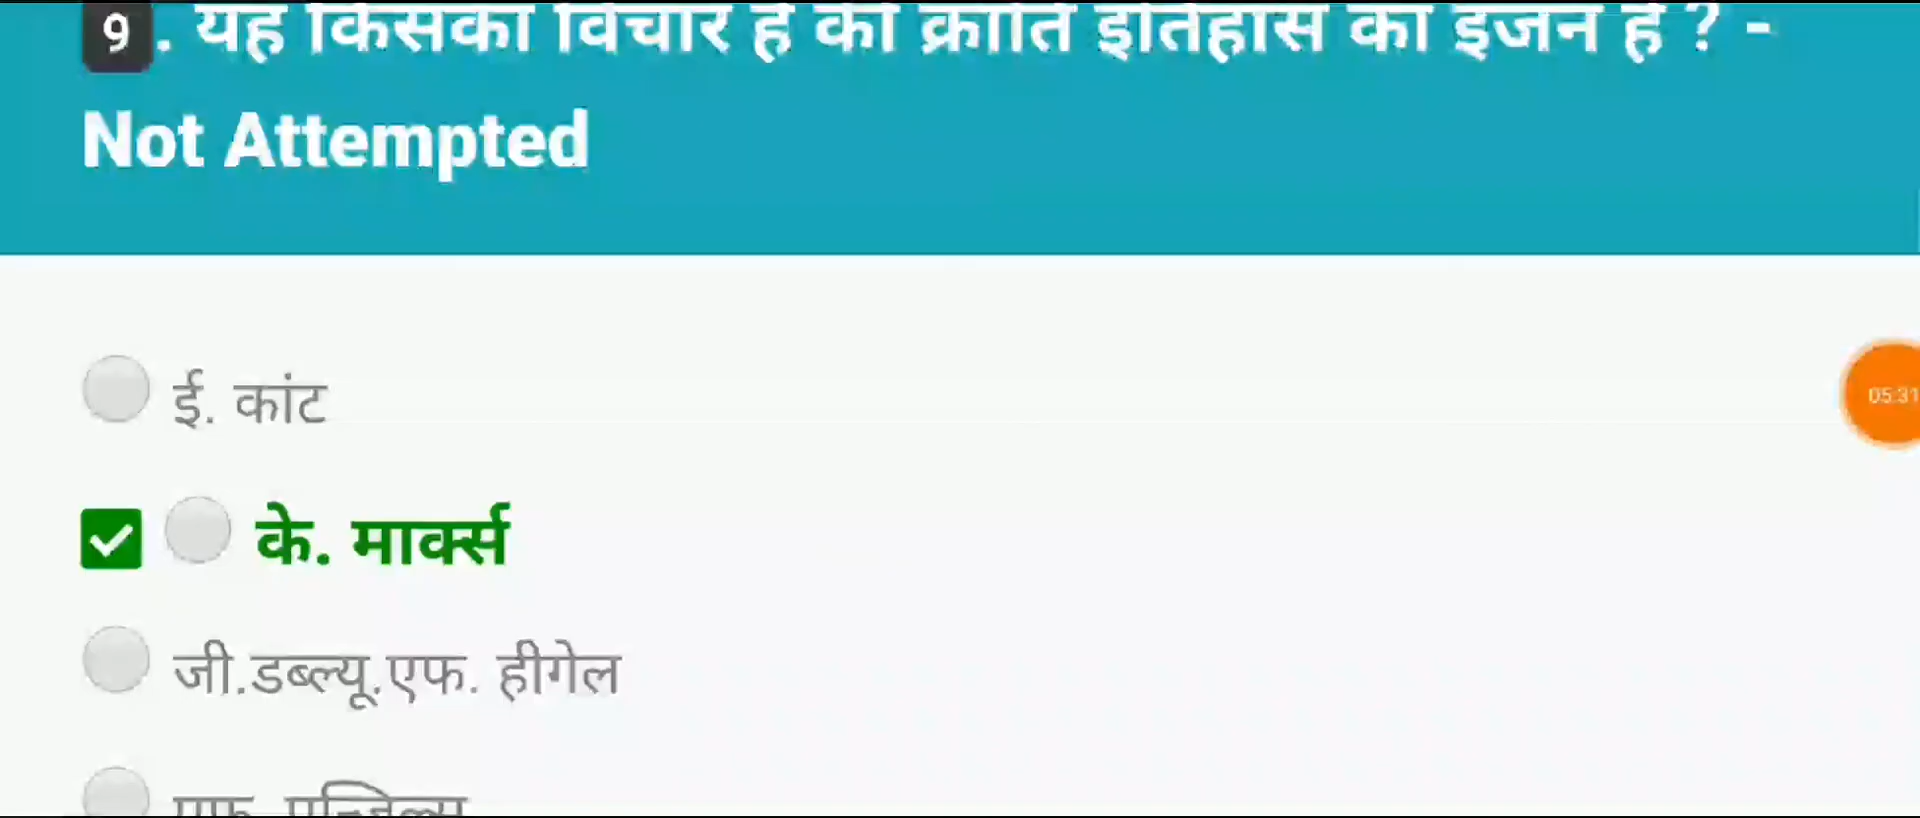 9 . यह किसका विचार है की क्रांति इतिहास का इंजन है ? -
Not Attempted
ई. कांट
05:31
के. मार्क्स
जी.डब्ल्यू.एफ. हीगेल